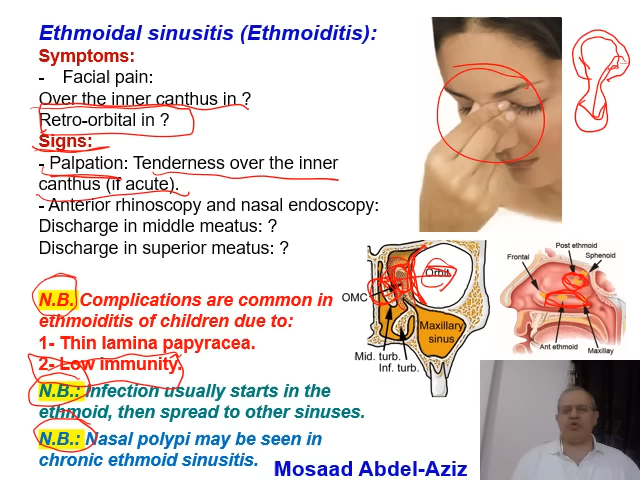 Ethmoidal sinusitis (Ethmoiditis):
Symptoms:
- Facial pain:
Over the inner canthus in ?
Retro-orbital in ?
Signs:
- Palpation: Tenderness over the inner
canthus (if acute).
- Anterior rhinoscopy and nasal endoscopy:
Discharge in middle meatus: ?
Discharge in superior meatus: ?
N.B. Complications are common in
ethmoiditis of children due to:
1- Thin lamina papyracea.
2- Low immunity.
N.B.: Infection usually starts in the
ethmoid, then spread to other sinuses.
N.B.: Nasal polypi may be seen in
chronic ethmoid sinusitis.
Orbit
OMC
Maxillary
sinus
Mid. turb.
Inf. turb.
Post ethmoid
Frontal
Sphenoid
Ant ethmoid
Maxillay
Mosaad Abdel-Aziz